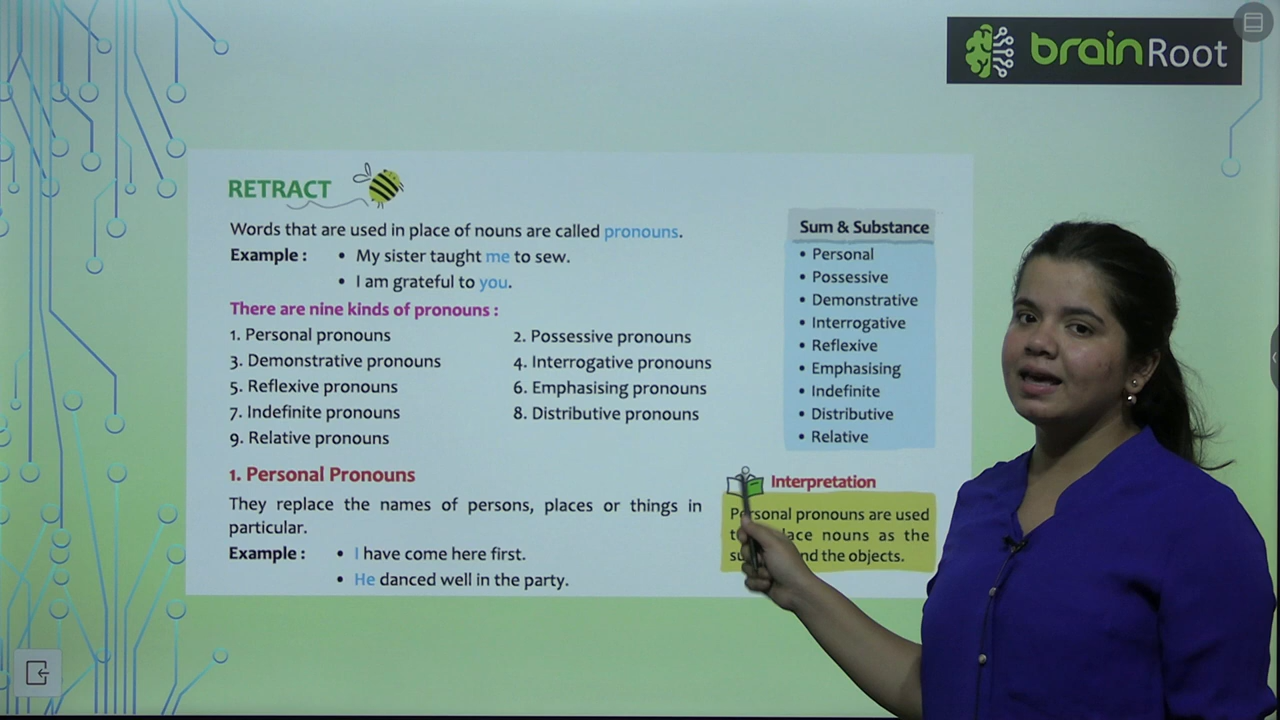 brainRoot
RETRACT
Words that are used in place of nouns are called pronouns.
Example : • My sister taught me to sew.
• I am grateful to you.
There are nine kinds of pronouns :
1. Personal pronouns 2. Possessive pronouns
3. Demonstrative pronouns 4. Interrogative pronouns
5. Reflexive pronouns 6. Emphasising pronouns
7. Indefinite pronouns 8. Distributive pronouns
9. Relative pronouns
1. Personal Pronouns
They replace the names of persons, places or things in
particular.
Example : • I have come here first.
• He danced well in the party.
Sum & Substance
• Personal
• Possessive
• Demonstrative
• Interrogative
• Reflexive
• Emphasising
• Indefinite
• Distributive
• Relative
Interpretation
Personal pronouns are used
nouns as the
the objects.